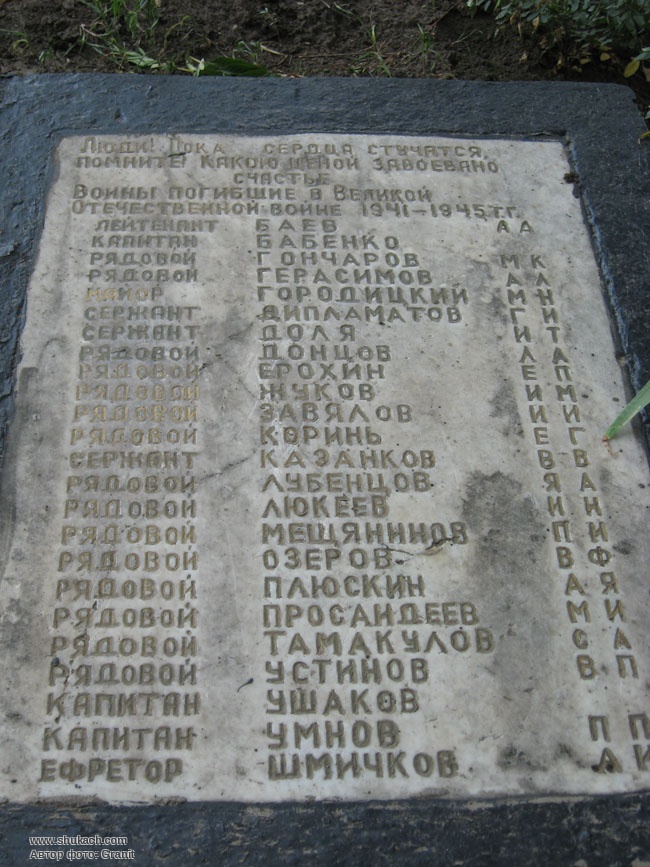 Люди! Пока сердца стучатся,
помните! Какою ценой завоевано
счастье
Воины погибшие в Великой
Отечественной войне 1941–1945 т.г.
лейтенант Баев А А
капитан Бабенко
рядовой Гончаров М К
рядовой Герасимов А Л
майор Городицкий М Н
сержант Дипламатов Г И
сержант Доля И Т
рядовой Донцов Л А
рядовой Ерохин Е П
рядовой Жуков И М
рядовой Завялов И И
рядовой Коринь Е Г
сержант Казанков В В
рядовой Лубенцов Я А
рядовой Люкеев И Н
рядовой Мещянинов П И
рядовой Озеров В Ф
рядовой Плюскин А Я
рядовой Просандеев М И
рядовой Тамакулов С А
рядовой Устинов В П
капитан Ушаков
капитан Умнов П П
ефретор Шмичков А И
www.shukach.com
Автор фото: Granit